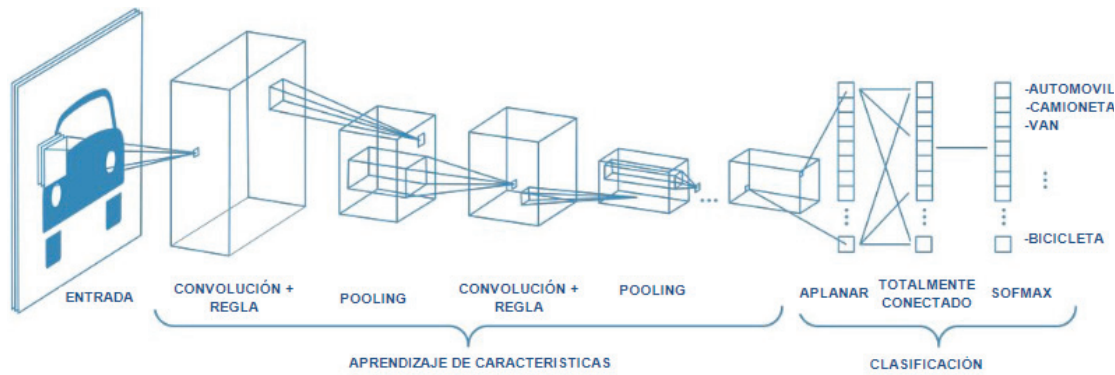 -AUTOMOVIL
-CAMIONETA
-VAN
-BICICLETA
ENTRADA
CONVOLUCIÓN +
REGLA
POOLING
CONVOLUCIÓN +
REGLA
POOLING
APLANAR
TOTALMENTE
CONECTADO
SOFMAX
APRENDIZAJE DE CARACTERISTICAS
CLASIFICACIÓN